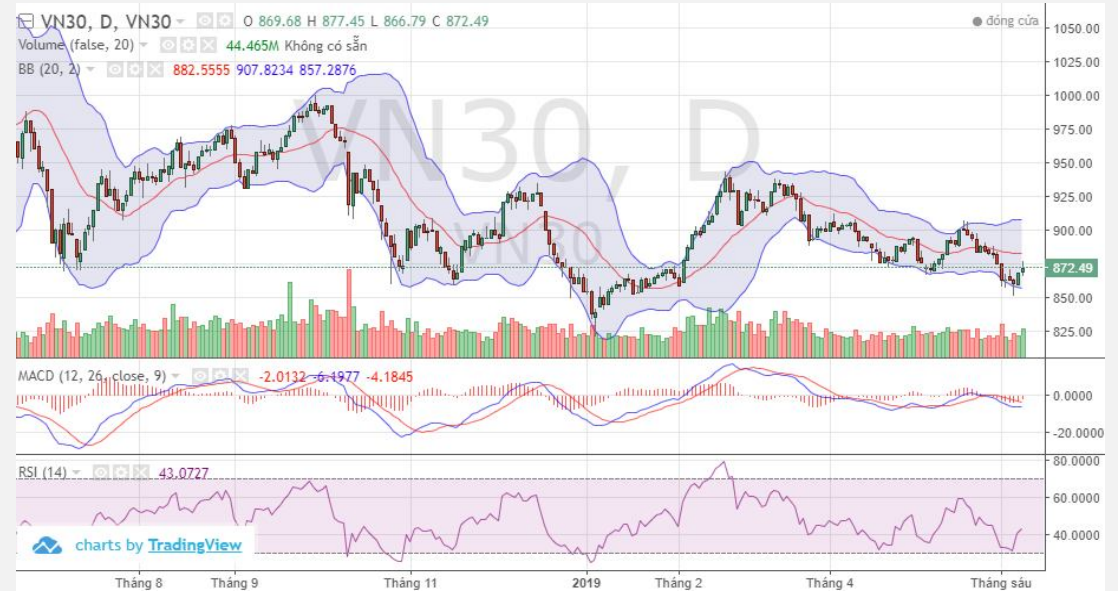 VN30, D, VN30 O 869.68 H 877.45 L 866.79 C 872.49
đóng cửa
Volume (false, 20) 44.465M Không có sẵn
BB (20, 2) 882.5555 907.8234 857.2876
VN30, D
VN30
1050.00
1025.00
1000.00
975.00
950.00
925.00
900.00
872.49
850.00
825.00
MACD (12, 26, close, 9) -2.0132 -6.1977 -4.1845
0.0000
-20.0000
RSI (14) 43.0727
80.0000
60.0000
40.0000
charts by TradingView
Tháng 8 Tháng 9 Tháng 11 2019 Tháng 2 Tháng 4 Tháng sáu